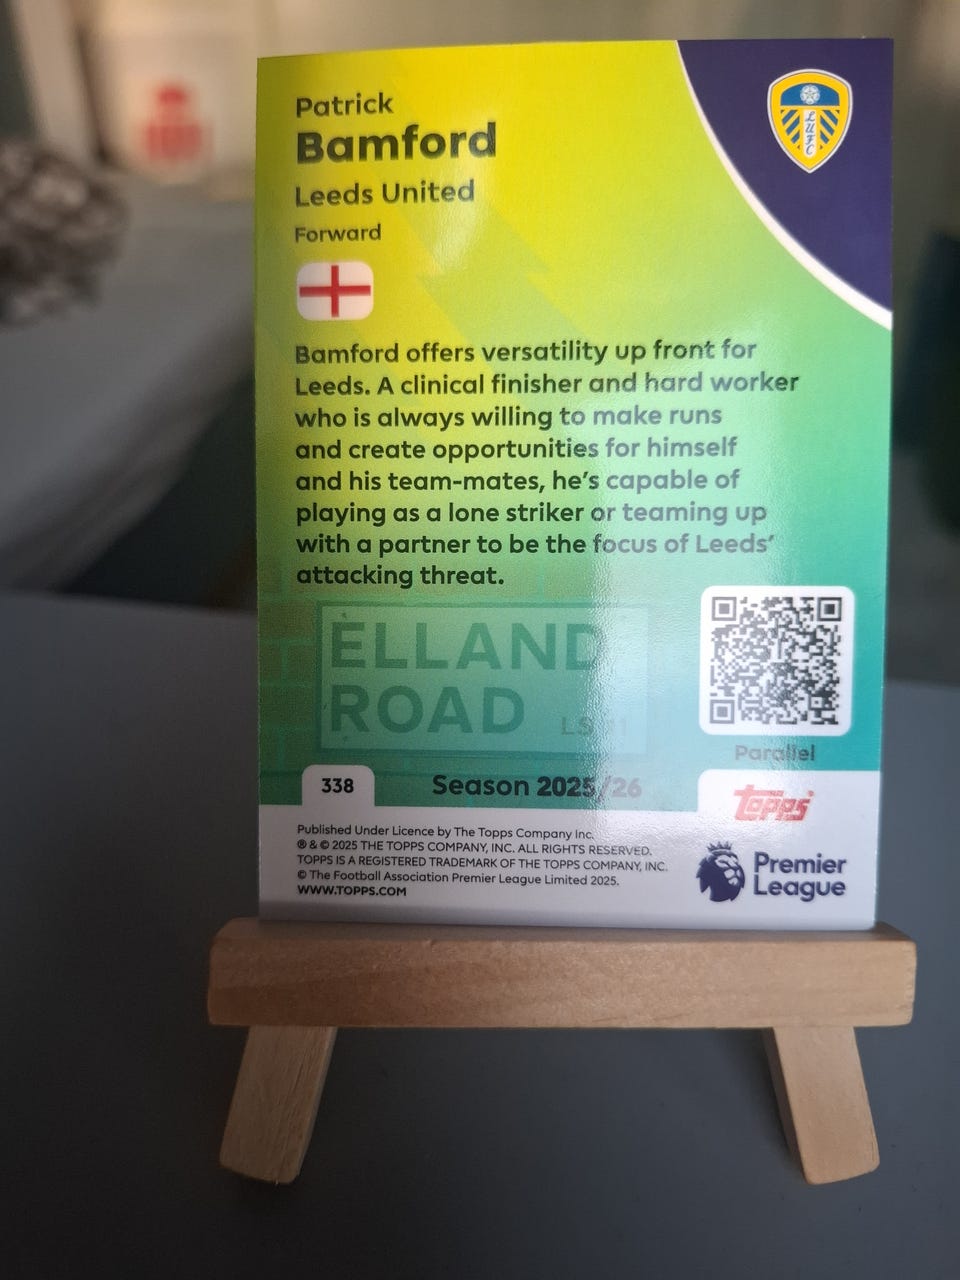 Patrick
Bamford
Leeds United
Forward
LUFC
Bamford offers versatility up front for
Leeds. A clinical finisher and hard worker
who is always willing to make runs
and create opportunities for himself
and his team-mates, he's capable of
playing as a lone striker or teaming up
with a partner to be the focus of Leeds'
attacking threat.
ELLAND
ROAD
LS11
Parallel
338
Season 2025/26
Topps
Published Under Licence by The Topps Company Inc.
® & © 2025 THE TOPPS COMPANY, INC. ALL RIGHTS RESERVED.
TOPPS IS A REGISTERED TRADEMARK OF THE TOPPS COMPANY, INC.
© The Football Association Premier League Limited 2025.
WWW.TOPPS.COM
Premier
League